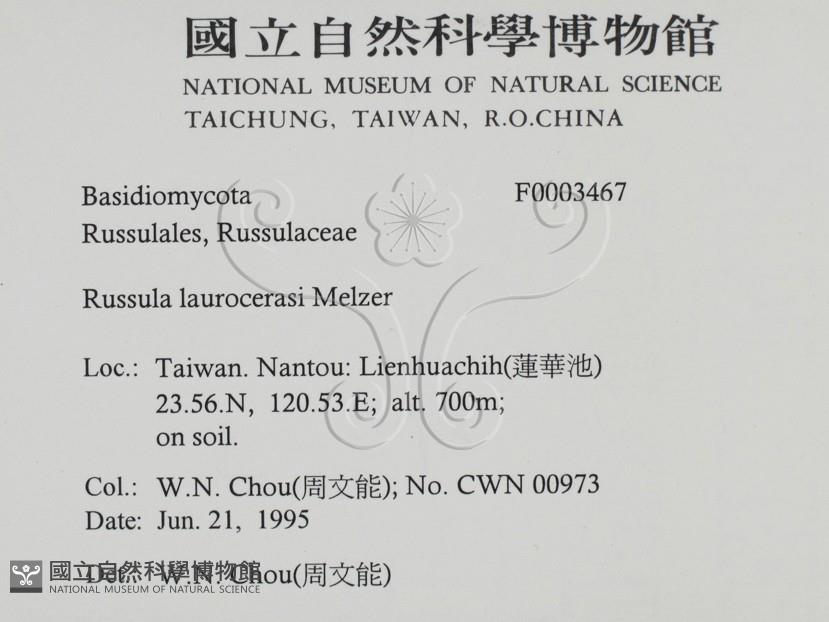 國立自然科學博物館
NATIONAL MUSEUM OF NATURAL SCIENCE
TAICHUNG, TAIWAN, R.O.CHINA
Basidiomycota F0003467
Russulales, Russulaceae
Russula laurocerasi Melzer
Loc.: Taiwan. Nantou: Lienhuachih(蓮華池)
23.56.N, 120.53.E; alt. 700m;
on soil.
Col.: W.N. Chou(周文能); No. CWN 00973
Date: Jun. 21, 1995
Det.: W.N. Chou(周文能)
國立自然科學博物館
NATIONAL MUSEUM OF NATURAL SCIENCE